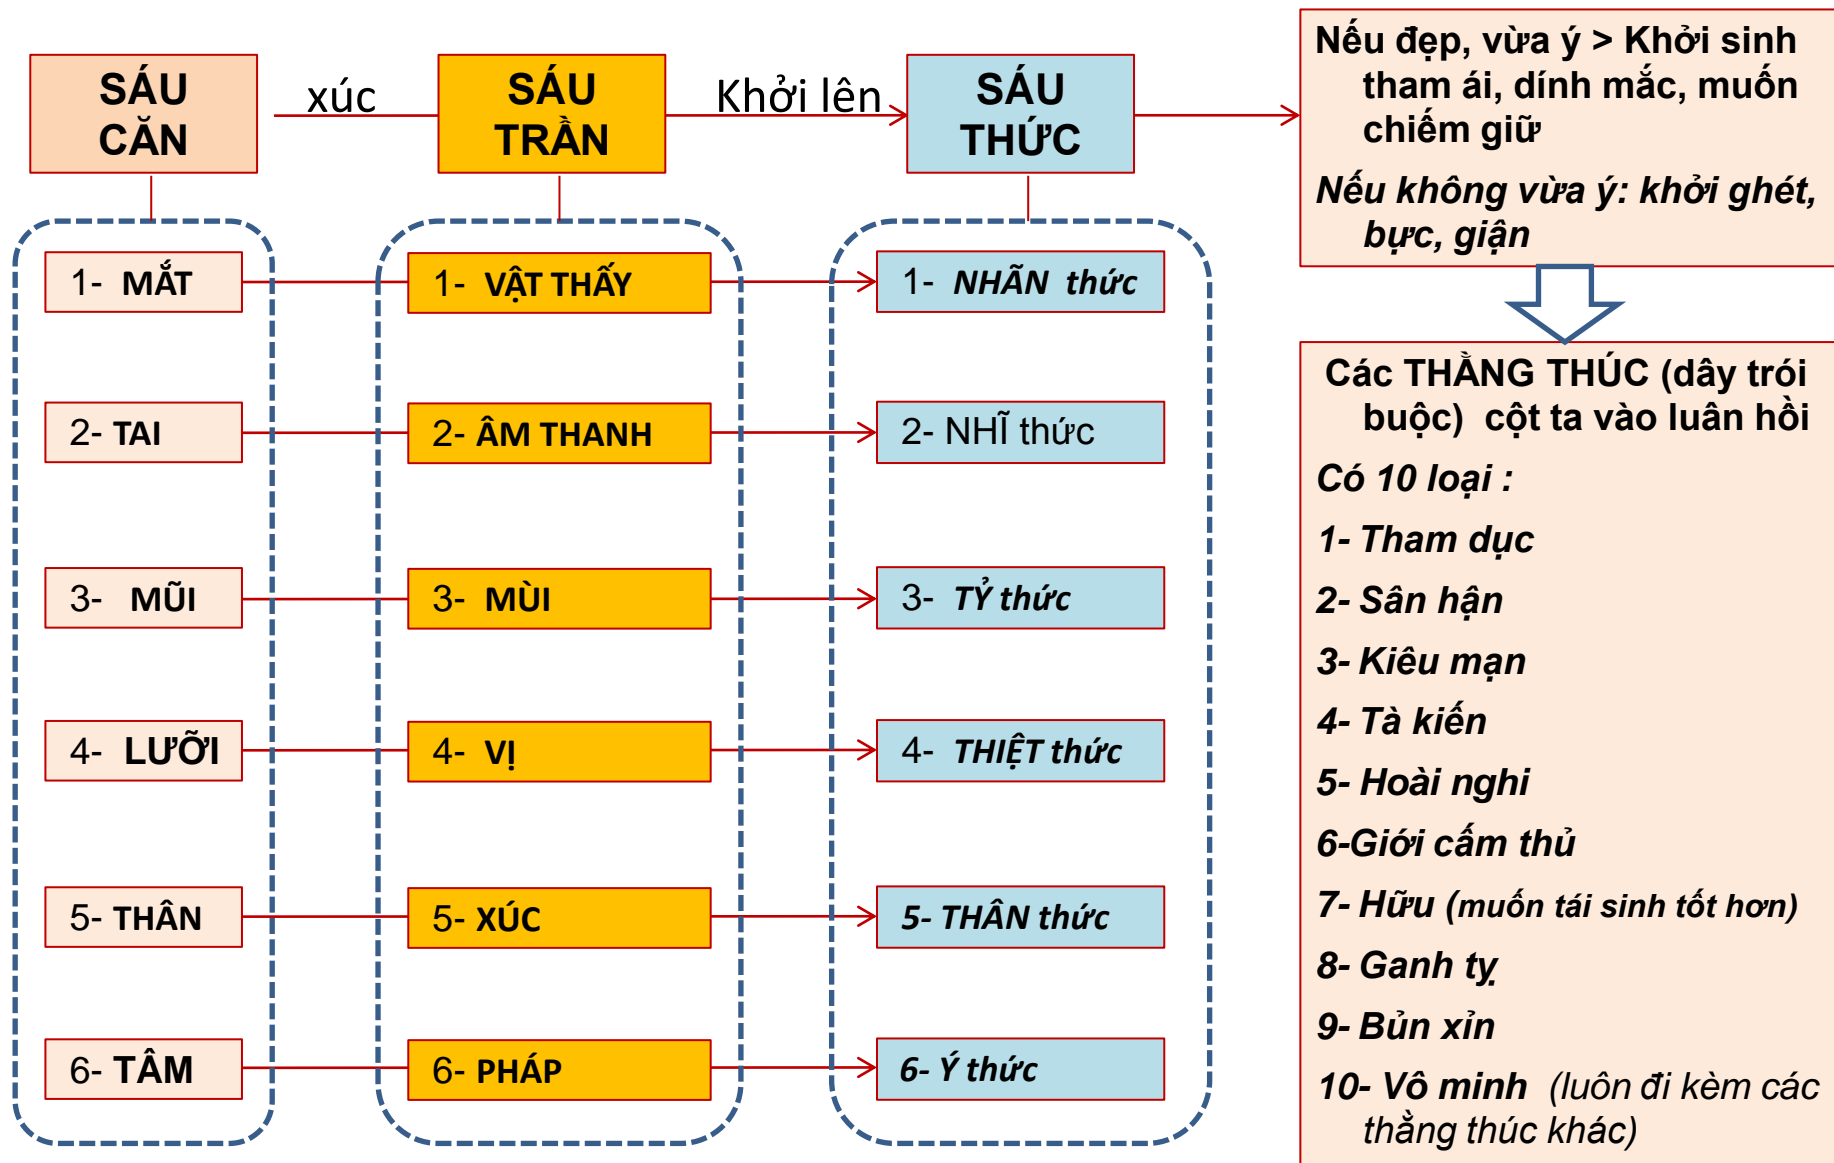 SÁU
CĂN
xúc
SÁU
TRẦN
Khởi lên
SÁU
THỨC
Nếu đẹp, vừa ý > Khởi sinh
tham ái, dính mắc, muốn
chiếm giữ
Nếu không vừa ý: khởi ghét,
bực, giận
1- MẮT
1- VẬT THẤY
1- NHÃN thức
2- TAI
2- ÂM THANH
2- NHĨ thức
3- MŨI
3- MÙI
3- TỶ thức
4- LƯỠI
4- VỊ
4- THIỆT thức
5- THÂN
5- XÚC
5- THÂN thức
6- TÂM
6- PHÁP
6- Ý thức
Các THẰNG THÚC (dây trói
buộc) cột ta vào luân hồi
Có 10 loại :
1- Tham dục
2- Sân hận
3- Kiêu mạn
4- Tà kiến
5- Hoài nghi
6-Giới cấm thủ
7- Hữu (muốn tái sinh tốt hơn)
8- Ganh tỵ
9- Bủn xỉn
10- Vô minh (luôn đi kèm các
thằng thúc khác)